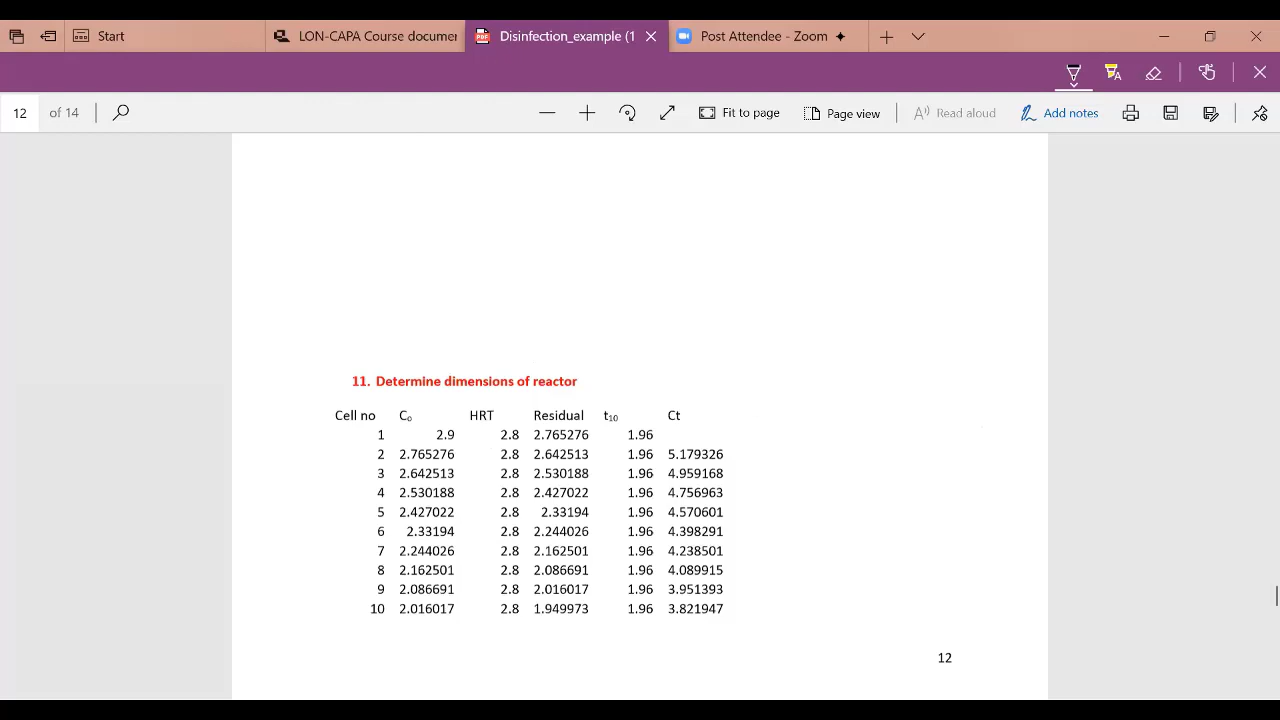 Start
LON-CAPA Course documer
Disinfection_example (1
Post Attendee - Zoom
12 of 14
Fit to page
Page view
Read aloud
Add notes
11. Determine dimensions of reactor
Cell no Co HRT Residual t10 Ct
1 2.9 2.8 2.765276 1.96
2 2.765276 2.8 2.642513 1.96 5.179326
3 2.642513 2.8 2.530188 1.96 4.959168
4 2.530188 2.8 2.427022 1.96 4.756963
5 2.427022 2.8 2.33194 1.96 4.570601
6 2.33194 2.8 2.244026 1.96 4.398291
7 2.244026 2.8 2.162501 1.96 4.238501
8 2.162501 2.8 2.086691 1.96 4.089915
9 2.086691 2.8 2.016017 1.96 3.951393
10 2.016017 2.8 1.949973 1.96 3.821947
12